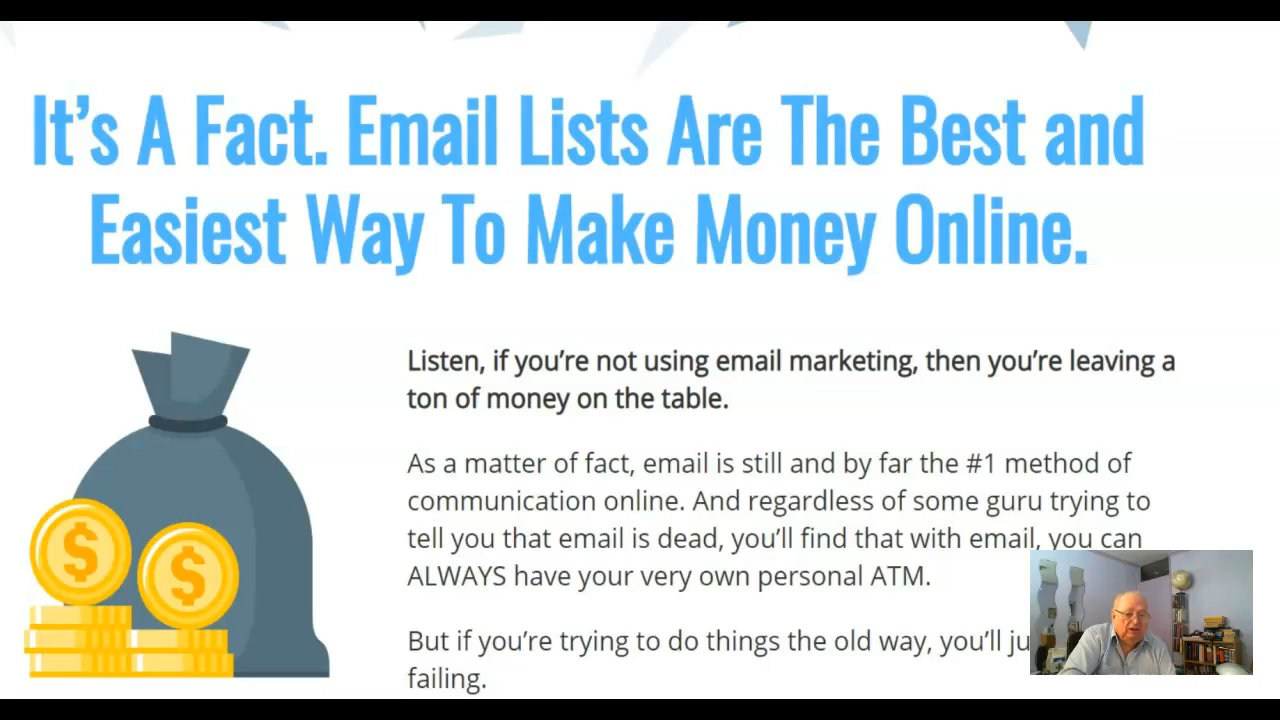 It's A Fact. Email Lists Are The Best and
Easiest Way To Make Money Online.
Listen, if you're not using email marketing, then you're leaving a
ton of money on the table.
As a matter of fact, email is still and by far the #1 method of
communication online. And regardless of some guru trying to
tell you that email is dead, you'll find that with email, you can
ALWAYS have your very own personal ATM.
But if you're trying to do things the old way, you'll
failing.
$
$